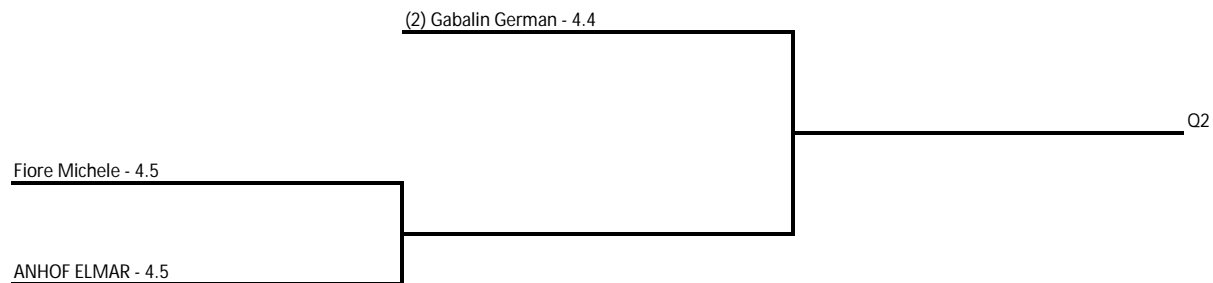 (2) Gabalin German - 4.4
Q2
Fiore Michele - 4.5
ANHOF ELMAR - 4.5